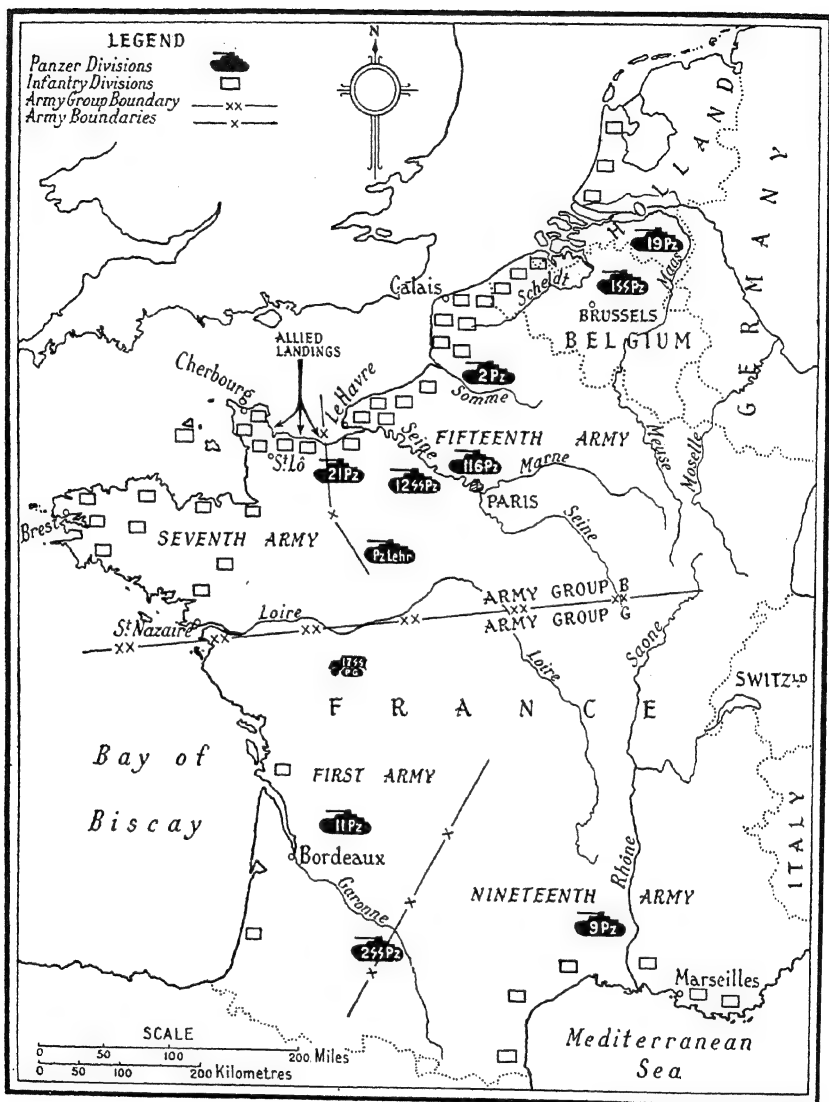 LEGEND
Panzer Divisions
Infantry Divisions
Army Group Boundary
Army Boundaries
N
HOLLAND
GERMANY
19Pz
1SSPz
Maas
Scheldt
Calais
BRUSSELS
BELGIUM
ALLIED
LANDINGS
Cherbourg
Le Havre
2Pz
Somme
Meuse
Moselle
St Lô
Seine
FIFTEENTH ARMY
21Pz
12SSPz
116Pz
Marne
PARIS
Seine
Brest
SEVENTH ARMY
Pz Lehr
ARMY GROUP B
ARMY GROUP G
St Nazaire
Loire
Loire
Saone
17SS
PG
SWITZLD
FRANCE
Bay of
Biscay
FIRST ARMY
11Pz
Bordeaux
Garonne
ITALY
Rhône
NINETEENTH ARMY
9Pz
2SSPz
Marseilles
Mediterranean
Sea
SCALE
0 50 100 200 Miles
0 100 200 Kilometres